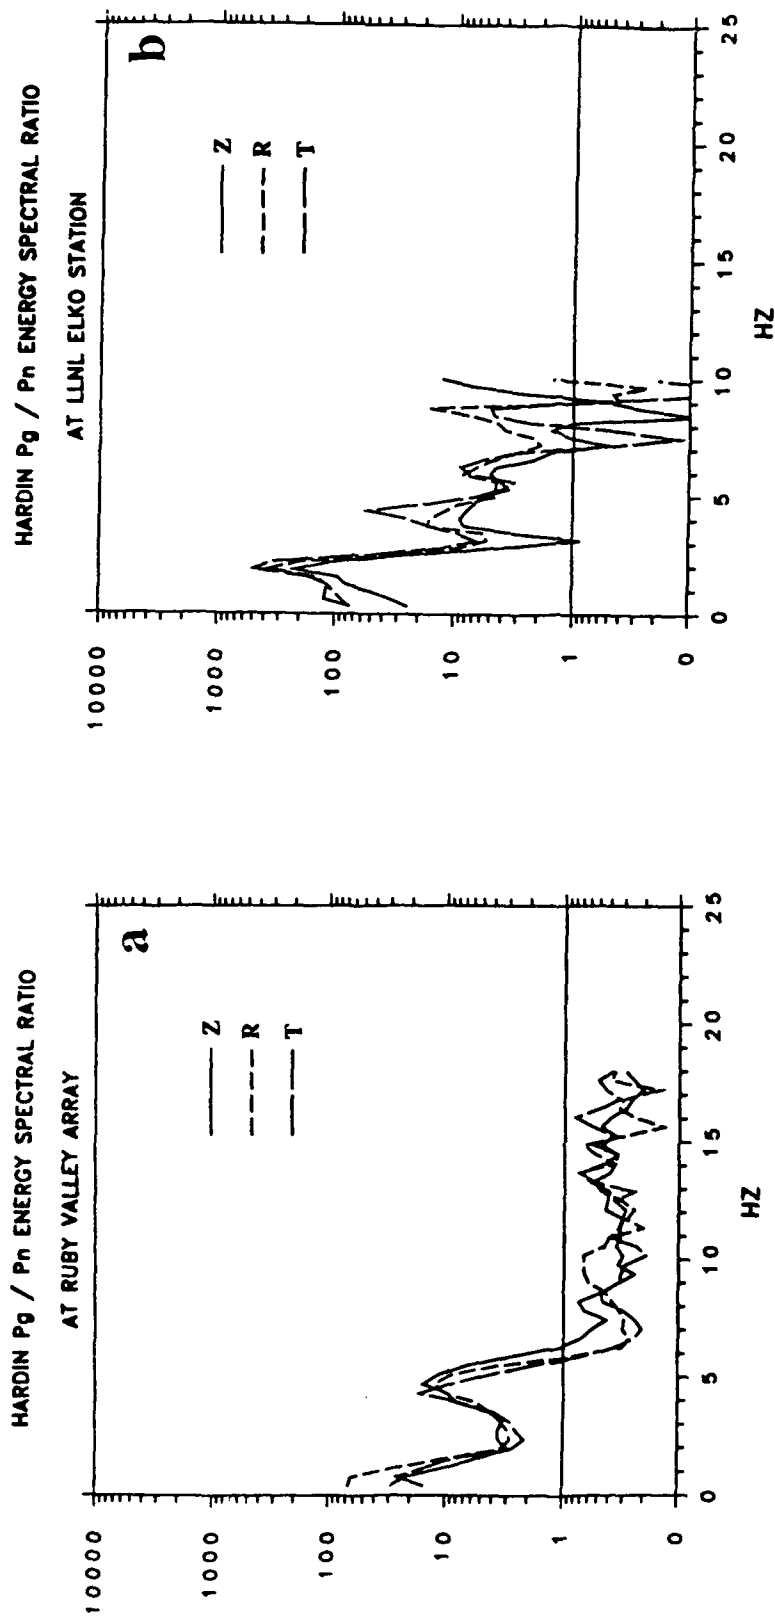 HARDIN Pg / Pn ENERGY SPECTRAL RATIO
AT RUBY VALLEY ARRAY
a
Z
R
T
10000
1000
100
10
1
0
0
5
10
15
20
25
HZ
HARDIN Pg / Pn ENERGY SPECTRAL RATIO
AT LLNL ELKO STATION
b
Z
R
T
10000
1000
100
10
1
0
0
5
10
15
20
25
HZ